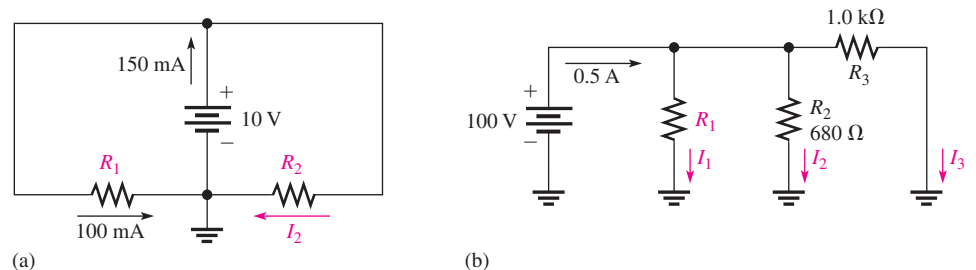 150 mA
+
10 V
−
R1
R2
100 mA
I2
(a)
1.0 kΩ
0.5 A
R3
+
100 V
−
R1
R2
680 Ω
I1
I2
I3
(b)